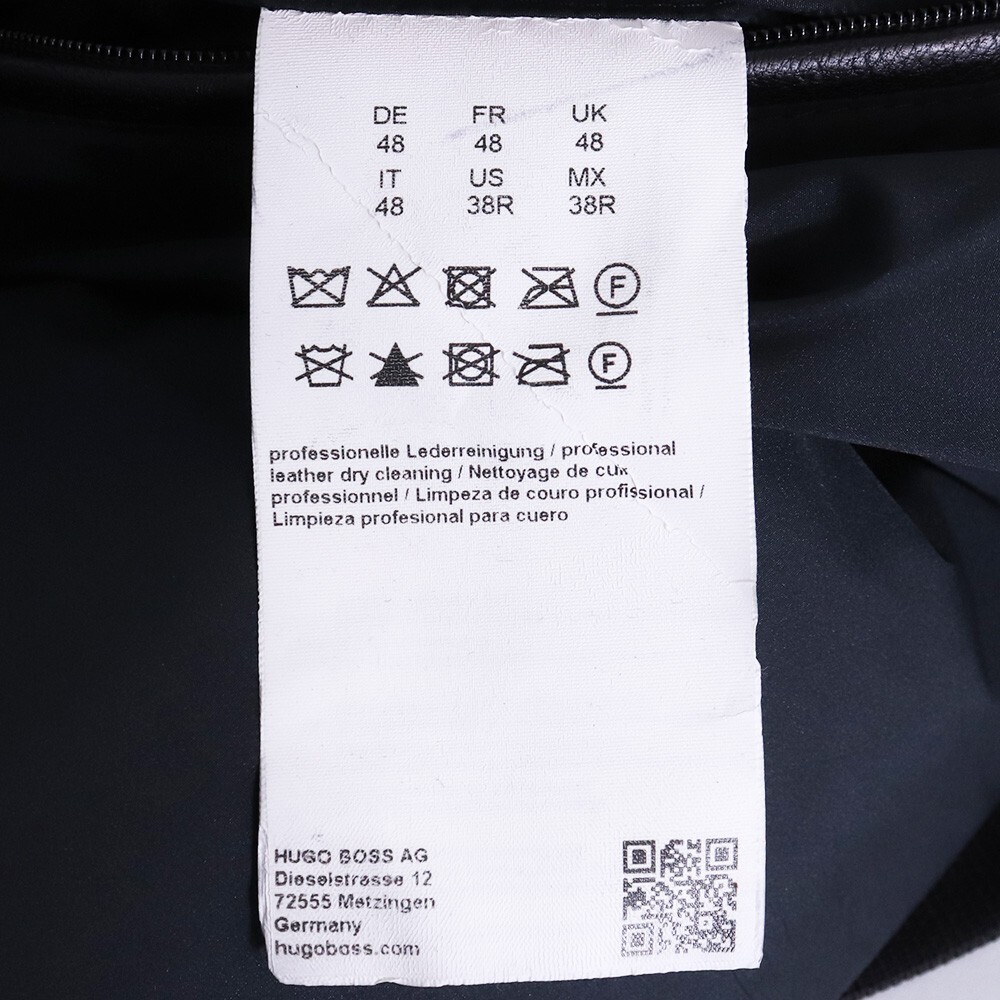 DE FR UK
48 48 48
IT US MX
48 38R 38R
F
F
professionelle Lederreinigung / professional
leather dry cleaning / Nettoyage de cuir
professionnel / Limpeza de couro profissional /
Limpieza profesional para cuero
HUGO BOSS AG
Dieselstrasse 12
72555 Metzingen
Germany
hugoboss.com